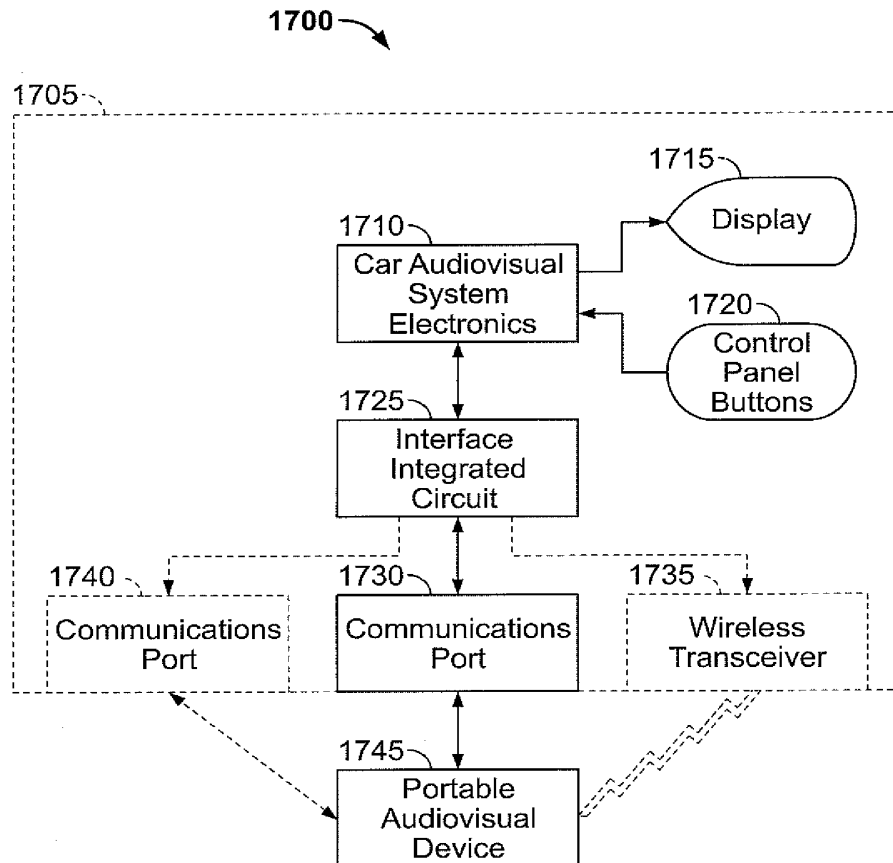 1700
1705
1715
Display
1710
Car Audiovisual
System
Electronics
1720
Control
Panel
Buttons
1725
Interface
Integrated
Circuit
1740
Communications
Port
1730
Communications
Port
1735
Wireless
Transceiver
1745
Portable
Audiovisual
Device